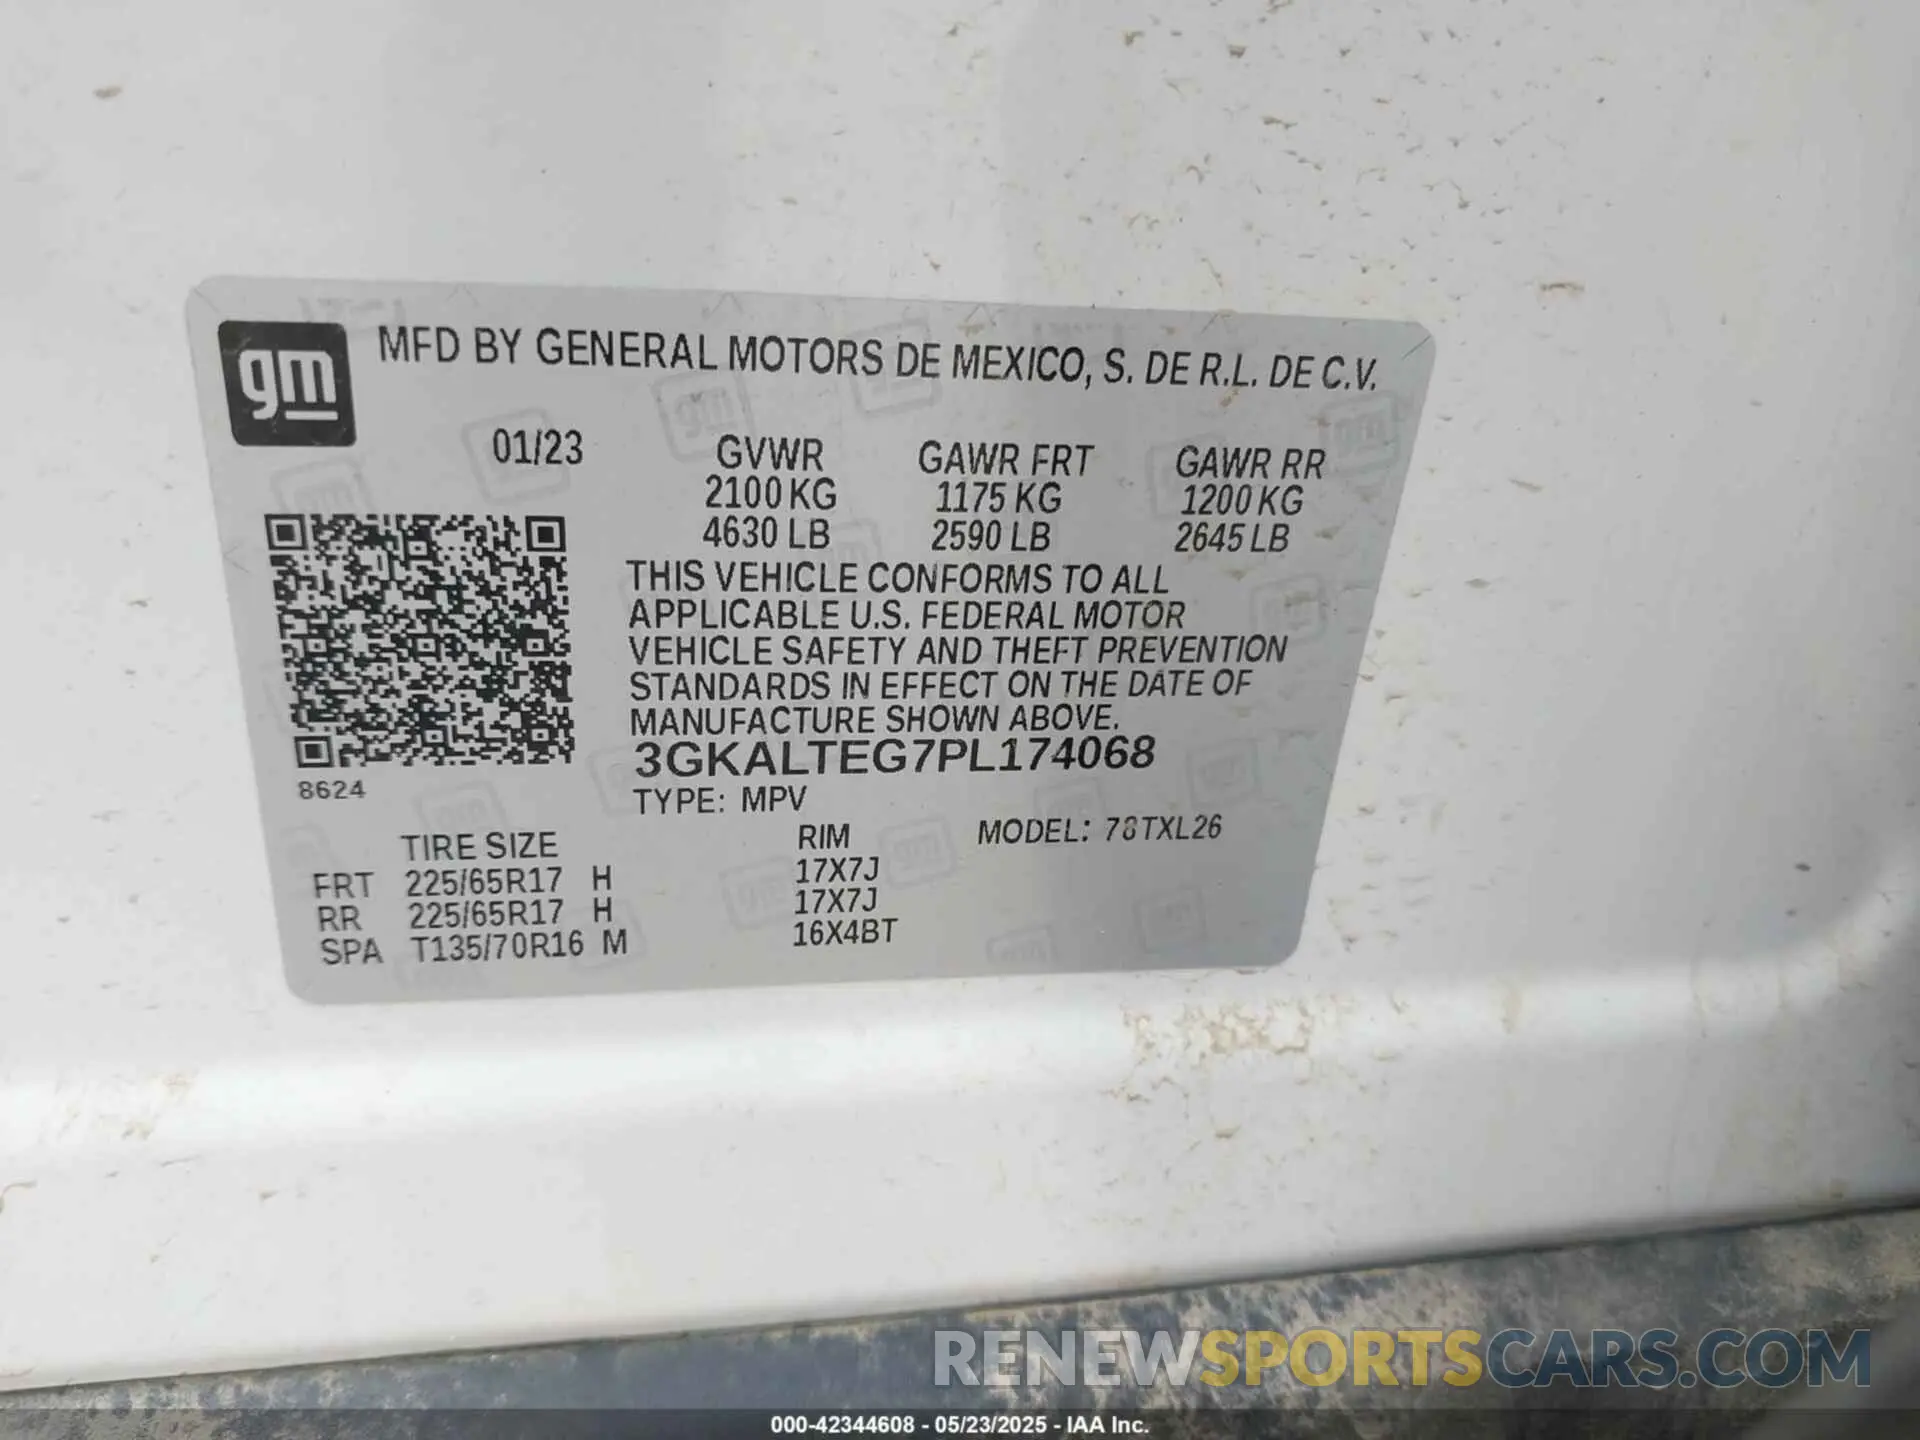 gm
MFD BY GENERAL MOTORS DE MEXICO, S. DE R.L. DE C.V.
01/23 GVWR GAWR FRT GAWR RR
2100 KG 1175 KG 1200 KG
4630 LB 2590 LB 2645 LB
THIS VEHICLE CONFORMS TO ALL
APPLICABLE U.S. FEDERAL MOTOR
VEHICLE SAFETY AND THEFT PREVENTION
STANDARDS IN EFFECT ON THE DATE OF
MANUFACTURE SHOWN ABOVE.
3GKALTEG7PL174068
8624
TYPE: MPV
TIRE SIZE RIM MODEL: 78TXL26
FRT 225/65R17 H 17X7J
RR 225/65R17 H 17X7J
SPA T135/70R16 M 16X4BT
RENEWSPORTSCARS.COM
000-42344608 - 05/23/2025 - IAA Inc.